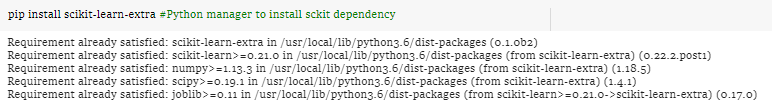 pip install scikit-learn-extra #Python manager to install sckit dependency
Requirement already satisfied: scikit-learn-extra in /usr/local/lib/python3.6/dist-packages (0.1.0b2)
Requirement already satisfied: scikit-learn>=0.21.0 in /usr/local/lib/python3.6/dist-packages (from scikit-learn-extra) (0.22.2.post1)
Requirement already satisfied: numpy>=1.13.3 in /usr/local/lib/python3.6/dist-packages (from scikit-learn-extra) (1.18.5)
Requirement already satisfied: scipy>=0.19.1 in /usr/local/lib/python3.6/dist-packages (from scikit-learn-extra) (1.4.1)
Requirement already satisfied: joblib>=0.11 in /usr/local/lib/python3.6/dist-packages (from scikit-learn>=0.21.0->scikit-learn-extra) (0.17.0)